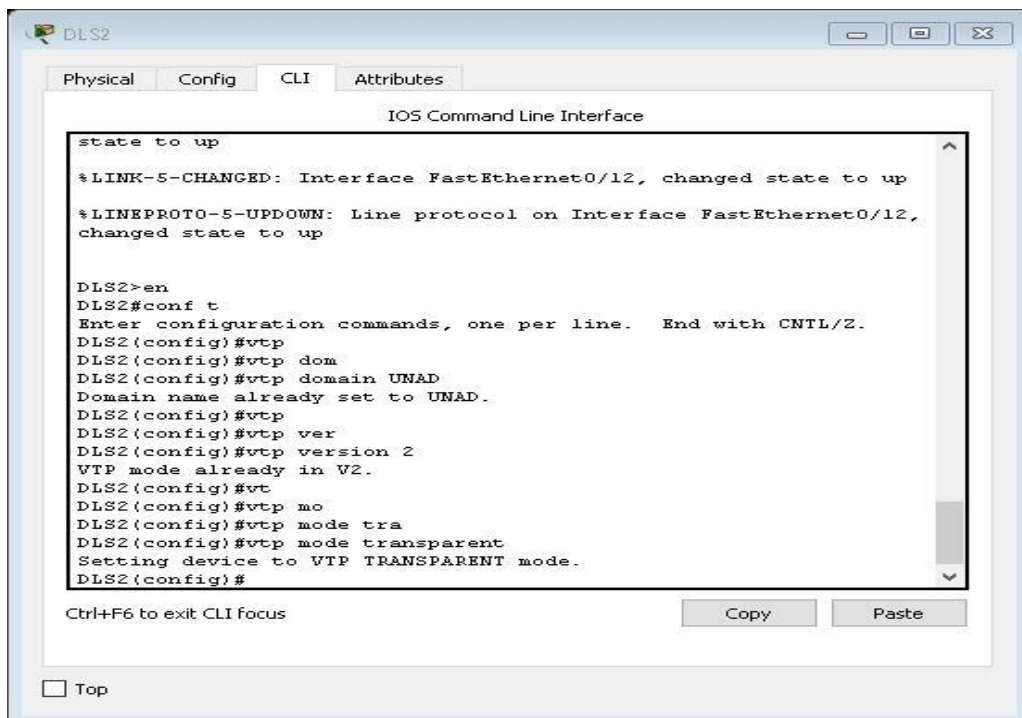 DLS2
Physical Config CLI Attributes
IOS Command Line Interface
state to up
%LINK-5-CHANGED: Interface FastEthernet0/12, changed state to up
%LINEPROTO-5-UPDOWN: Line protocol on Interface FastEthernet0/12,
changed state to up
DLS2>en
DLS2#conf t
Enter configuration commands, one per line. End with CNTL/Z.
DLS2(config)#vtp
DLS2(config)#vtp dom
DLS2(config)#vtp domain UNAD
Domain name already set to UNAD.
DLS2(config)#vtp
DLS2(config)#vtp ver
DLS2(config)#vtp version 2
VTP mode already in V2.
DLS2(config)#vt
DLS2(config)#vtp mo
DLS2(config)#vtp mode tra
DLS2(config)#vtp mode transparent
Setting device to VTP TRANSPARENT mode.
DLS2(config)#
Ctrl+F6 to exit CLI focus
Copy Paste
Top